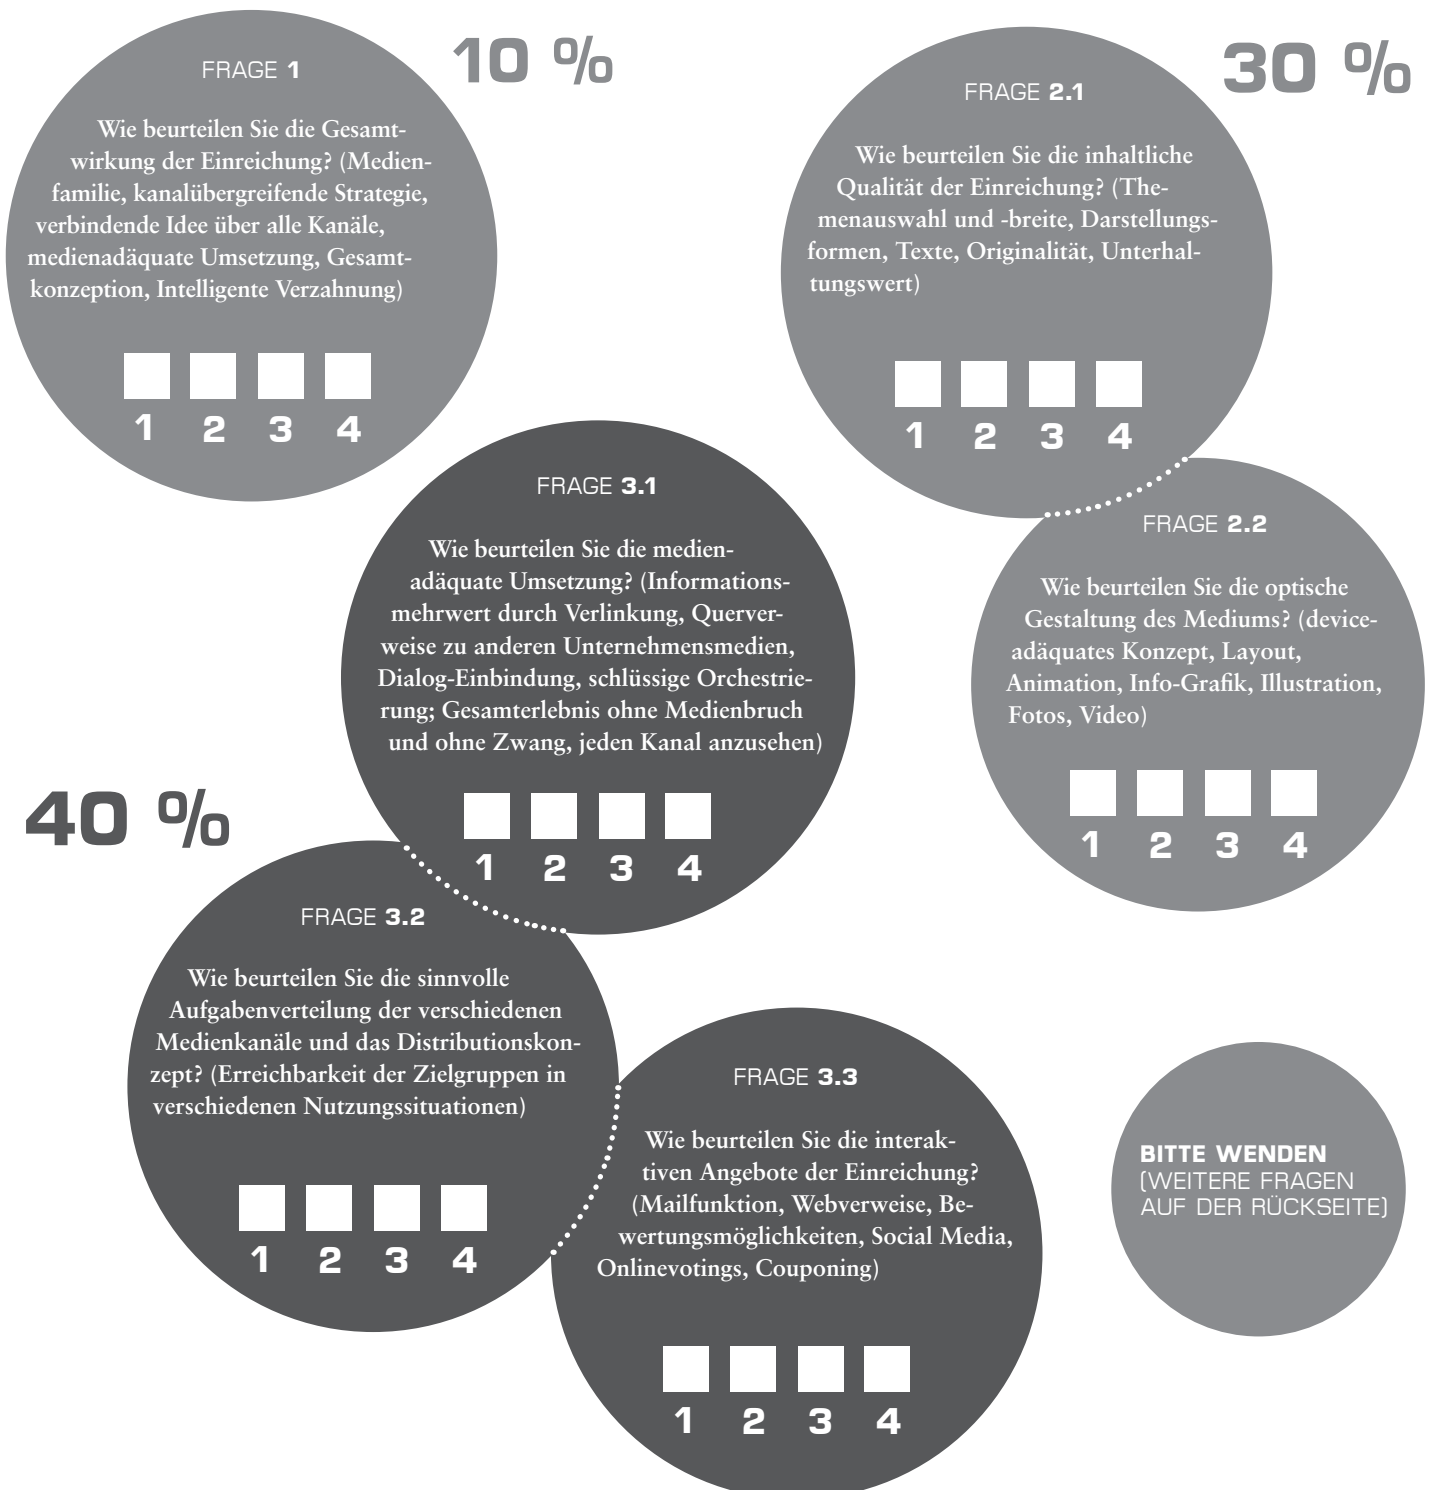 10 %
FRAGE 1
Wie beurteilen Sie die Gesamt-
wirkung der Einreichung? (Medien-
familie, kanalübergreifende Strategie,
verbindende Idee über alle Kanäle,
medienadäquate Umsetzung, Gesamt-
konzeption, Intelligente Verzahnung)
1 2 3 4
30 %
FRAGE 2.1
Wie beurteilen Sie die inhaltliche
Qualität der Einreichung? (The-
menauswahl und -breite, Darstellungs-
formen, Texte, Originalität, Unterhal-
tungswert)
1 2 3 4
FRAGE 2.2
Wie beurteilen Sie die optische
Gestaltung des Mediums? (device-
adäquates Konzept, Layout,
Animation, Info-Grafik, Illustration,
Fotos, Video)
1 2 3 4
40 %
FRAGE 3.1
Wie beurteilen Sie die medien-
adäquate Umsetzung? (Informations-
mehrwert durch Verlinkung, Querver-
weise zu anderen Unternehmensmedien,
Dialog-Einbindung, schlüssige Orchestrie-
rung; Gesamterlebnis ohne Medienbruch
und ohne Zwang, jeden Kanal anzusehen)
1 2 3 4
FRAGE 3.2
Wie beurteilen Sie die sinnvolle
Aufgabenverteilung der verschiedenen
Medienkanäle und das Distributionskon-
zept? (Erreichbarkeit der Zielgruppen in
verschiedenen Nutzungssituationen)
1 2 3 4
FRAGE 3.3
Wie beurteilen Sie die interak-
tiven Angebote der Einreichung?
(Mailfunktion, Webverweise, Be-
wertungsmöglichkeiten, Social Media,
Onlinevotings, Couponing)
1 2 3 4
BITTE WENDEN
(WEITERE FRAGEN
AUF DER RÜCKSEITE)